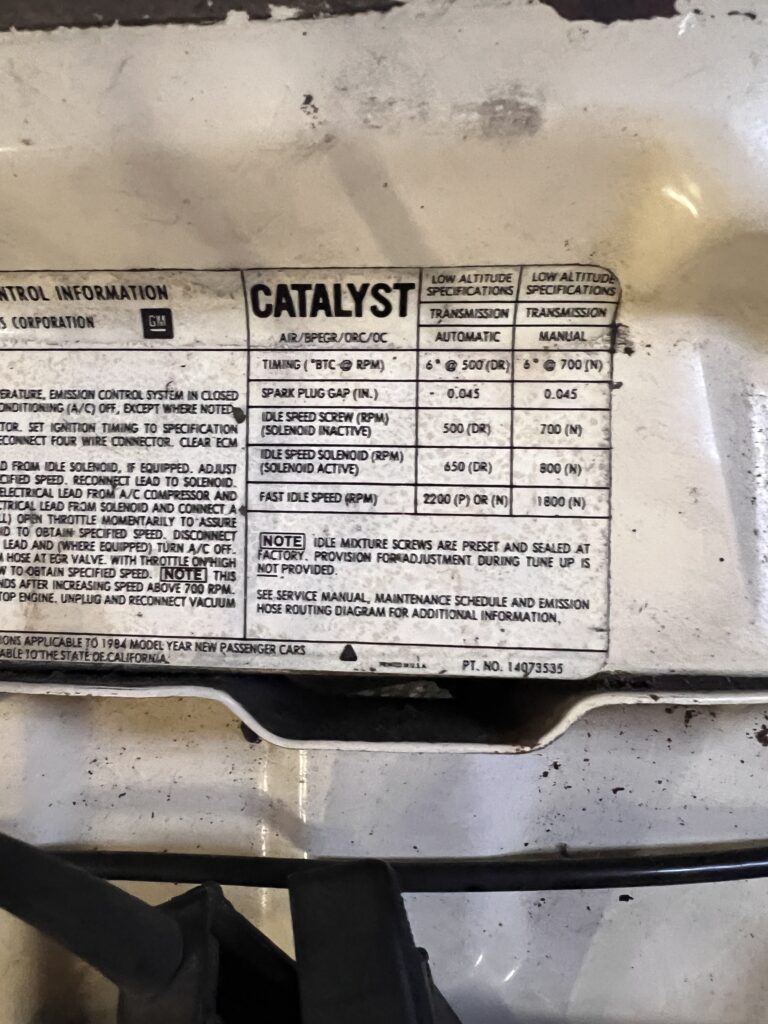 NTROL INFORMATION
S CORPORATION GM
ERATURE, EMISSION CONTROL SYSTEM IN CLOSED
ONDITIONING (A/C) OFF, EXCEPT WHERE NOTED
TOR. SET IGNITION TIMING TO SPECIFICATION
ECONNECT FOUR WIRE CONNECTOR. CLEAR ECM
D FROM IDLE SOLENOID, IF EQUIPPED. ADJUST
CIFIED SPEED. RECONNECT LEAD TO SOLENOID.
ELECTRICAL LEAD FROM A/C COMPRESSOR AND
CTRICAL LEAD FROM SOLENOID AND CONNECT A
LL) OPEN THROTTLE MOMENTARILY TO ASSURE
ID TO OBTAIN SPECIFIED SPEED. DISCONNECT
LEAD AND (WHERE EQUIPPED) TURN A/C OFF.
M HOSE AT EGR VALVE. WITH THROTTLE ON HIGH
W TO OBTAIN SPECIFIED SPEED. NOTE THIS
NDS AFTER INCREASING SPEED ABOVE 700 RPM.
TOP ENGINE. UNPLUG AND RECONNECT VACUUM
CATALYST
AIR/BPEGR/ORC/OC
LOW ALTITUDE SPECIFICATIONS
LOW ALTITUDE SPECIFICATIONS
TRANSMISSION TRANSMISSION
AUTOMATIC MANUAL
TIMING (°BTC @ RPM) 6° @ 500 (DR) 6° @ 700 (N)
SPARK PLUG GAP (IN.) 0.045 0.045
IDLE SPEED SCREW (RPM)
(SOLENOID INACTIVE) 500 (DR) 700 (N)
IDLE SPEED SOLENOID (RPM)
(SOLENOID ACTIVE) 650 (DR) 800 (N)
FAST IDLE SPEED (RPM) 2200 (P) OR (N) 1800 (N)
NOTE IDLE MIXTURE SCREWS ARE PRESET AND SEALED AT
FACTORY. PROVISION FOR ADJUSTMENT DURING TUNE UP IS
NOT PROVIDED.
SEE SERVICE MANUAL, MAINTENANCE SCHEDULE AND EMISSION
HOSE ROUTING DIAGRAM FOR ADDITIONAL INFORMATION.
IONS APPLICABLE TO 1984 MODEL YEAR NEW PASSENGER CARS
ABLE TO THE STATE OF CALIFORNIA.
PRINTED IN U.S.A. PT. NO. 14073535